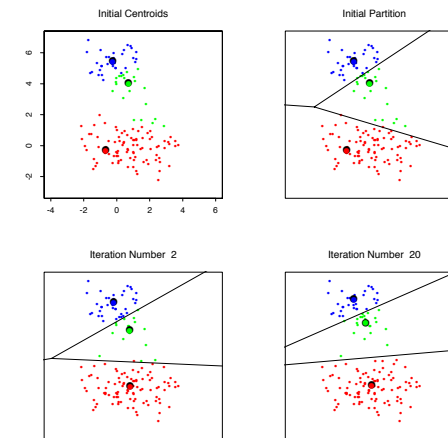 Initial Centroids
Initial Partition
6
4
2
0
-2
-4 -2 0 2 4 6
Iteration Number 2
Iteration Number 20